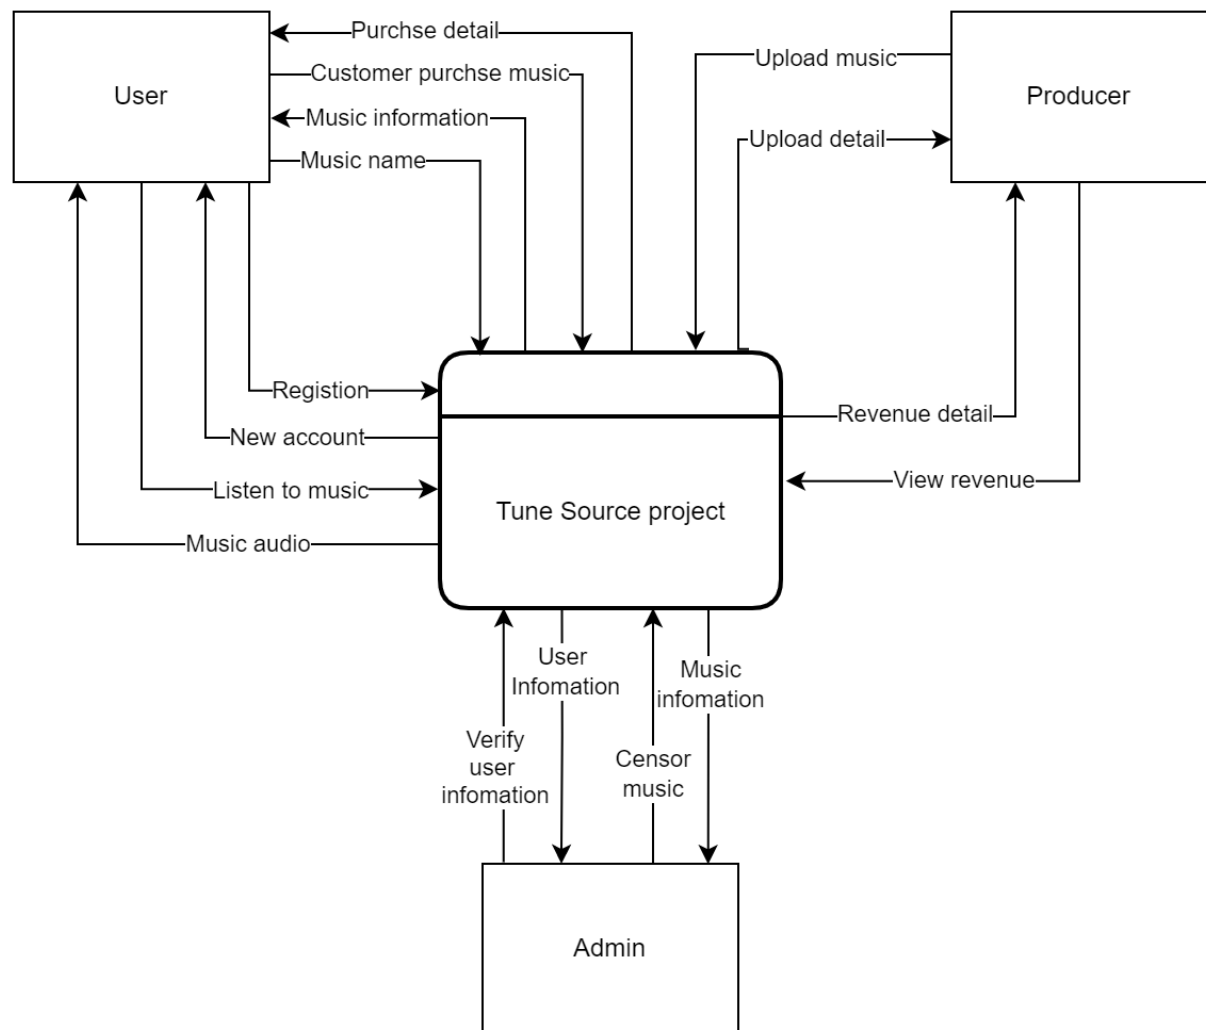 Purchse detail
User
Customer purchse music
Music information
Music name
Upload music
Producer
Upload detail
Registion
New account
Listen to music
Music audio
Tune Source project
Revenue detail
View revenue
User
Infomation
Music
infomation
Verify
user
infomation
Censor
music
Admin